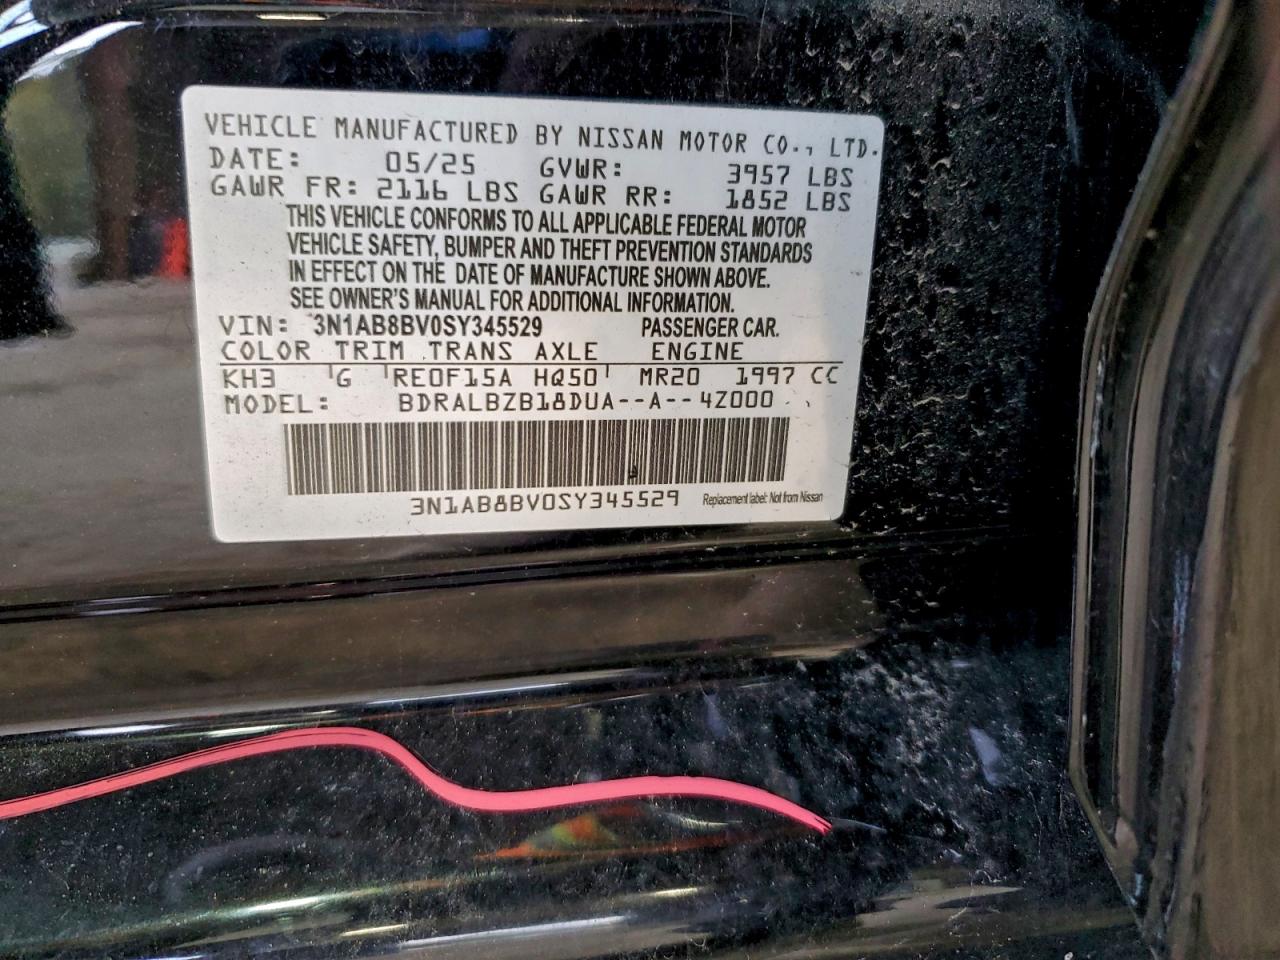 VEHICLE MANUFACTURED BY NISSAN MOTOR CO., LTD.
DATE: 05/25 GVWR: 3957 LBS
GAWR FR: 2116 LBS GAWR RR: 1852 LBS
THIS VEHICLE CONFORMS TO ALL APPLICABLE FEDERAL MOTOR
VEHICLE SAFETY, BUMPER AND THEFT PREVENTION STANDARDS
IN EFFECT ON THE DATE OF MANUFACTURE SHOWN ABOVE.
SEE OWNER'S MANUAL FOR ADDITIONAL INFORMATION.
VIN: 3N1AB8BV0SY345529 PASSENGER CAR.
COLOR TRIM TRANS AXLE ENGINE
KH3 G RE0F15A HQ50 MR20 1997 CC
MODEL: BDRALBZB18DUA--A--4Z000
3N1AB8BV0SY345529 Replacement label: Not from Nissan